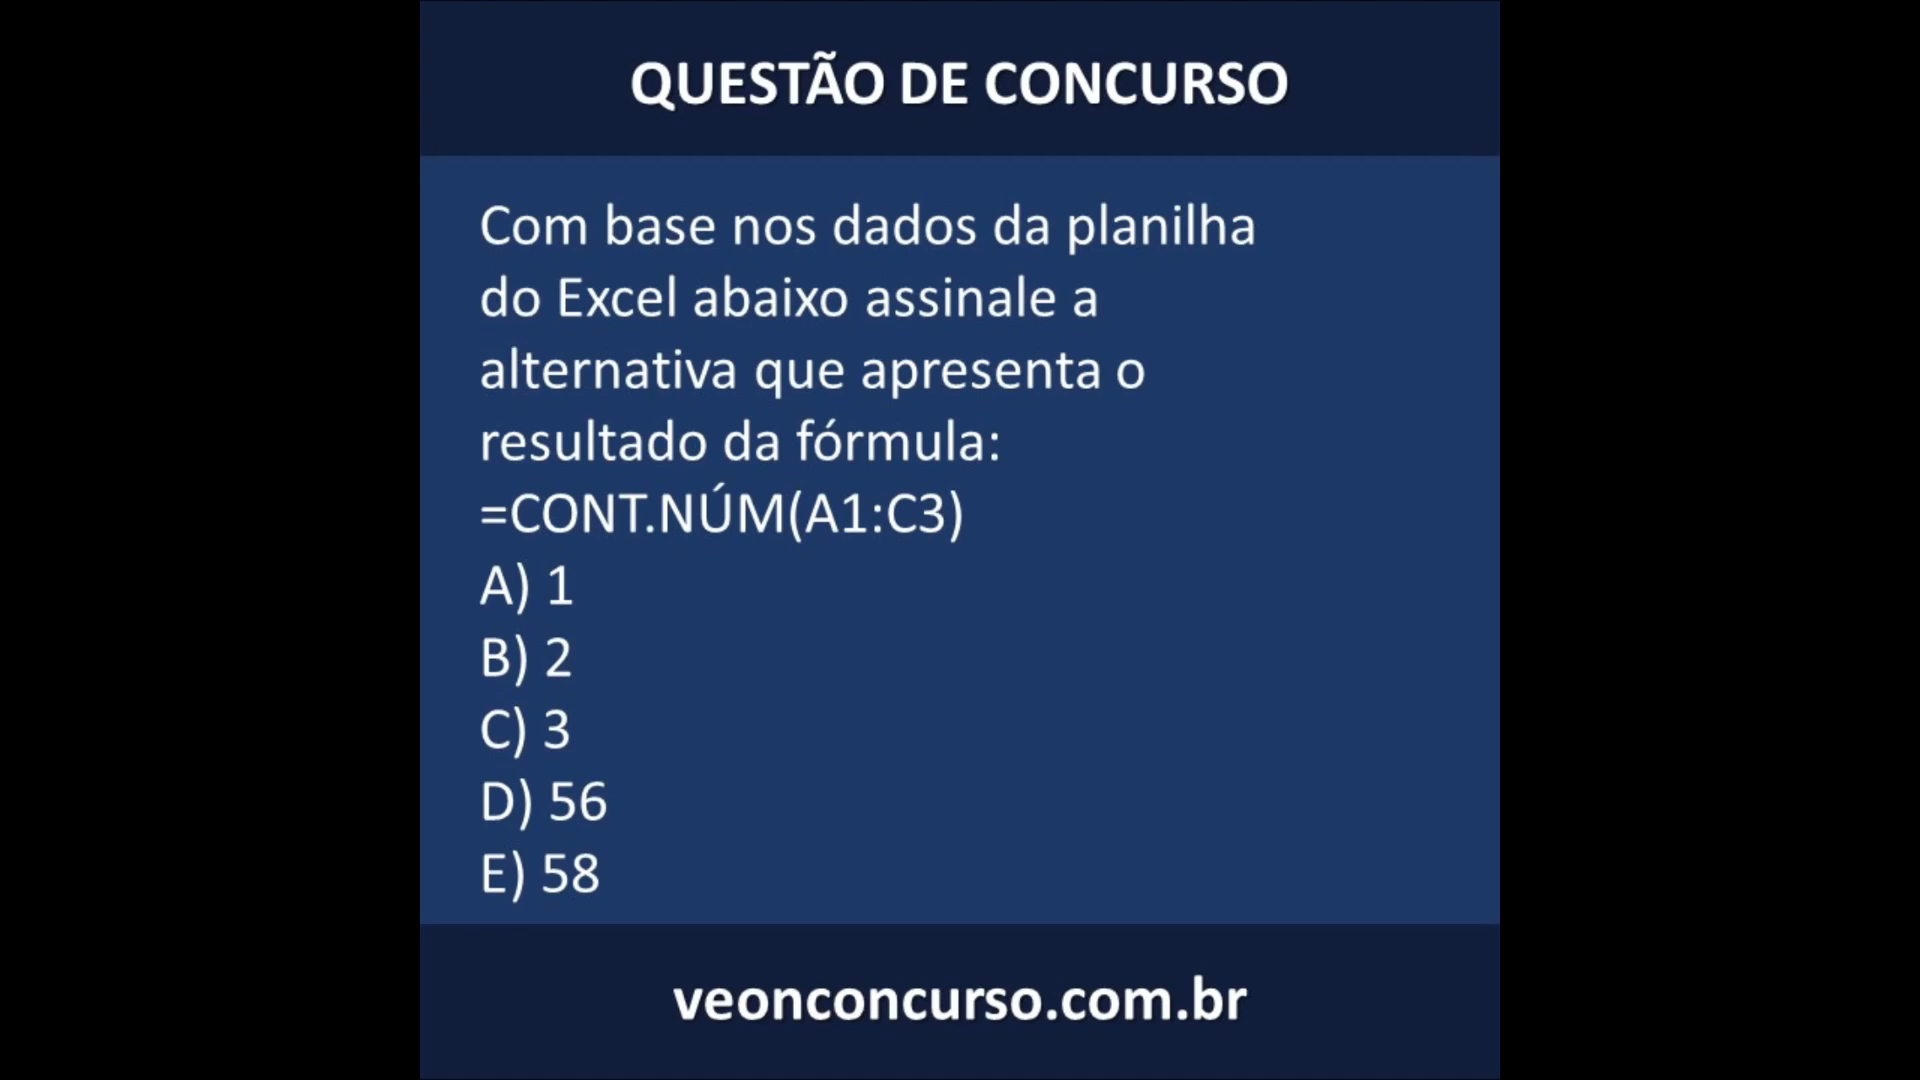 QUESTÃO DE CONCURSO
Com base nos dados da planilha
do Excel abaixo assinale a
alternativa que apresenta o
resultado da fórmula:
=CONT.NÚM(A1:C3)
A) 1
B) 2
C) 3
D) 56
E) 58
veonconcurso.com.br